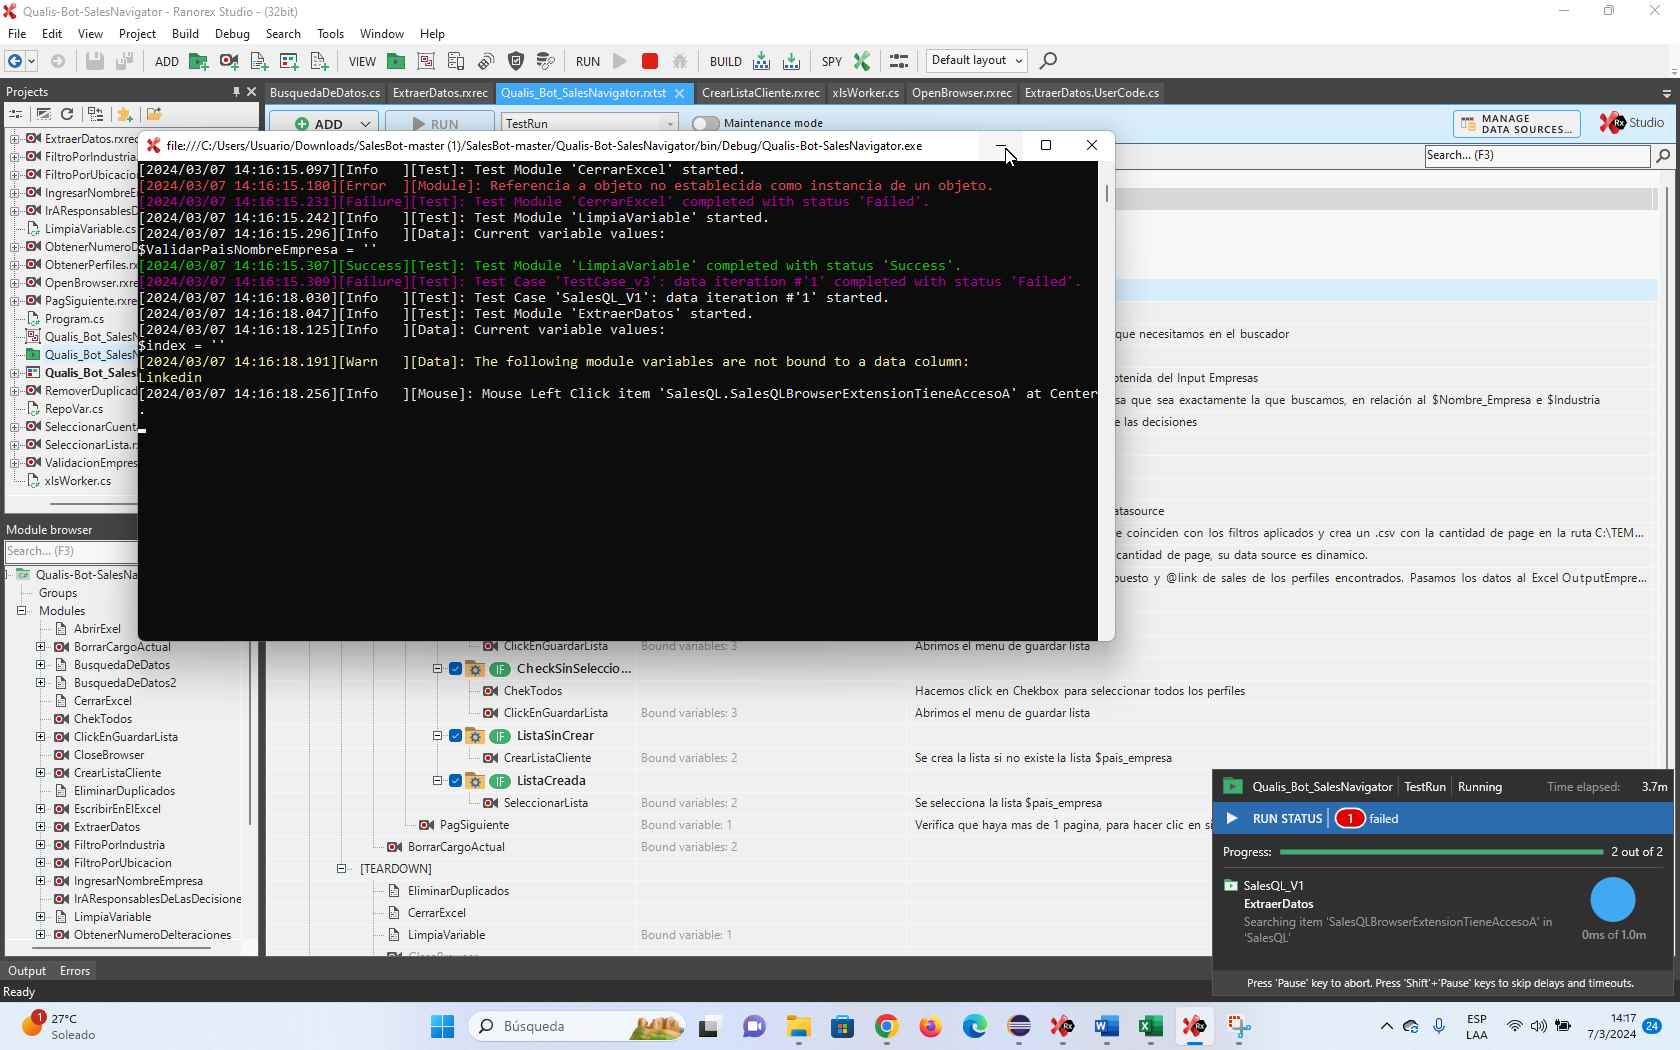 Qualis-Bot-SalesNavigator - Ranorex Studio - (32bit)
File Edit View Project Build Debug Search Tools Window Help
ADD VIEW RUN BUILD SPY Default layout
Projects
BusquedaDeDatos.cs ExtraerDatos.rxrec Qualis_Bot_SalesNavigator.rxtst CrearListaCliente.rxrec xlsWorker.cs OpenBrowser.rxrec ExtraerDatos.UserCode.cs
ADD RUN TestRun Maintenance mode MANAGE DATA SOURCES... Rx Studio
Search... (F3)
ExtraerDatos.rxrec
FiltroPorIndustria
FiltroPorUbicacio
IngresarNombreE
IrAResponsablesD
LimpiaVariable.cs
ObtenerNumeroD
ObtenerPerfiles.rx
OpenBrowser.rxre
PagSiguiente.rxre
Program.cs
Qualis_Bot_SalesN
Qualis_Bot_SalesN
Qualis_Bot_Sales
RemoverDuplicad
RepoVar.cs
SeleccionarCuent
SeleccionarLista.r
ValidacionEmpres
xlsWorker.cs
Module browser
Search... (F3)
Qualis-Bot-SalesNa
Groups
Modules
AbrirExel
BorrarCargoActual
BusquedaDeDatos
BusquedaDeDatos2
CerrarExcel
ChekTodos
ClickEnGuardarLista
CloseBrowser
CrearListaCliente
EliminarDuplicados
EscribirEnElExcel
ExtraerDatos
FiltroPorIndustria
FiltroPorUbicacion
IngresarNombreEmpresa
IrAResponsablesDeLasDecisione
LimpiaVariable
ObtenerNumeroDeIteraciones
file:///C:/Users/Usuario/Downloads/SalesBot-master (1)/SalesBot-master/Qualis-Bot-SalesNavigator/bin/Debug/Qualis-Bot-SalesNavigator.exe
[2024/03/07 14:16:15.097][Info   ][Test]: Test Module 'CerrarExcel' started.
[2024/03/07 14:16:15.180][Error  ][Module]: Referencia a objeto no establecida como instancia de un objeto.
[2024/03/07 14:16:15.231][Failure][Test]: Test Module 'CerrarExcel' completed with status 'Failed'.
[2024/03/07 14:16:15.242][Info   ][Test]: Test Module 'LimpiaVariable' started.
[2024/03/07 14:16:15.296][Info   ][Data]: Current variable values:
$ValidarPaisNombreEmpresa = ''
[2024/03/07 14:16:15.307][Success][Test]: Test Module 'LimpiaVariable' completed with status 'Success'.
[2024/03/07 14:16:15.309][Failure][Test]: Test Case 'TestCase_v3': data iteration #'1' completed with status 'Failed'.
[2024/03/07 14:16:18.030][Info   ][Test]: Test Case 'SalesQL_V1': data iteration #'1' started.
[2024/03/07 14:16:18.047][Info   ][Test]: Test Module 'ExtraerDatos' started.
[2024/03/07 14:16:18.125][Info   ][Data]: Current variable values:
$index = ''
[2024/03/07 14:16:18.191][Warn   ][Data]: The following module variables are not bound to a data column:
Linkedin
[2024/03/07 14:16:18.256][Info   ][Mouse]: Mouse Left Click item 'SalesQL.SalesQLBrowserExtensionTieneAccesoA' at Center
.
que necesitamos en el buscador
btenida del Input Empresas
sa que sea exactamente la que buscamos, en relación al $Nombre_Empresa e $Industria
e las decisiones
atasource
e coinciden con los filtros aplicados y crea un .csv con la cantidad de page en la ruta C:\TEM...
cantidad de page, su data source es dinamico.
uesto y @link de sales de los perfiles encontrados. Pasamos los datos al Excel OutputEmpre...
ClickEnGuardarLista Bound variables: 3 Abrimos el menu de guardar lista
IF CheckSinSeleccio...
ChekTodos Hacemos click en Chekbox para seleccionar todos los perfiles
ClickEnGuardarLista Bound variables: 3 Abrimos el menu de guardar lista
IF ListaSinCrear
CrearListaCliente Bound variables: 2 Se crea la lista si no existe la lista $pais_empresa
IF ListaCreada
SeleccionarLista Bound variables: 2 Se selecciona la lista $pais_empresa
PagSiguiente Bound variable: 1 Verifica que haya mas de 1 pagina, para hacer clic en si
BorrarCargoActual Bound variables: 2
[TEARDOWN]
EliminarDuplicados
CerrarExcel
LimpiaVariable Bound variable: 1
CloseBrowser
Qualis_Bot_SalesNavigator TestRun Running Time elapsed: 3.7m
RUN STATUS 1 failed
Progress: 2 out of 2
SalesQL_V1
ExtraerDatos
Searching item 'SalesQLBrowserExtensionTieneAccesoA' in
'SalesQL'
0ms of 1.0m
Press 'Pause' key to abort. Press 'Shift'+'Pause' keys to skip delays and timeouts.
Output Errors
Ready
1 27°C
Soleado
Búsqueda
ESP
LAA
14:17
7/3/2024
24